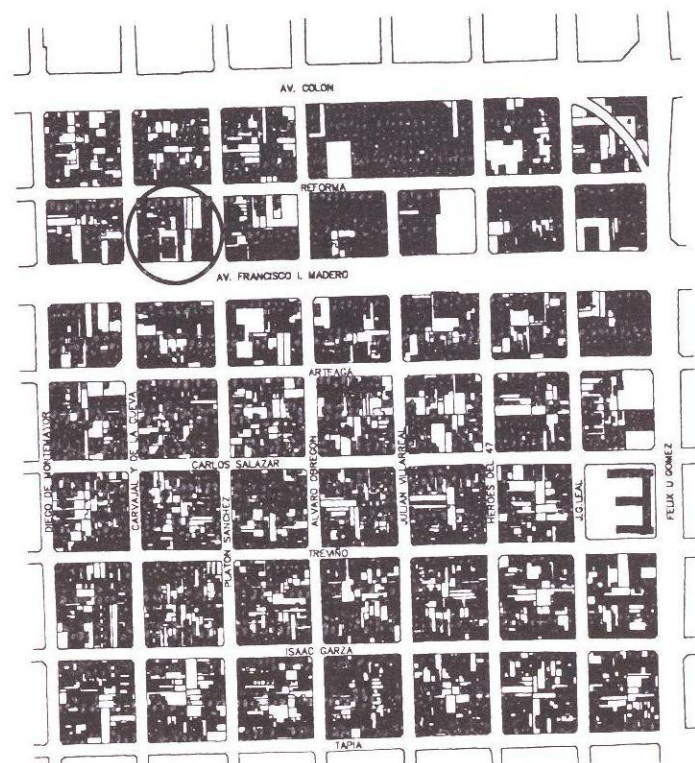 AV. COLON
REFORMA
AV. FRANCISCO I. MADERO
ARTEAGA
DIEGO DE MONTEMAYOR
CARVAJAL Y DE LA CUEVA
CARLOS SALAZAR
PLATON SANCHEZ
ALVARO OBREGON
JULIAN VILLARREAL
HEROES DEL 47
J.G.LEAL
FELIX U GOMEZ
TREVIÑO
ISAAC GARZA
TAPIA